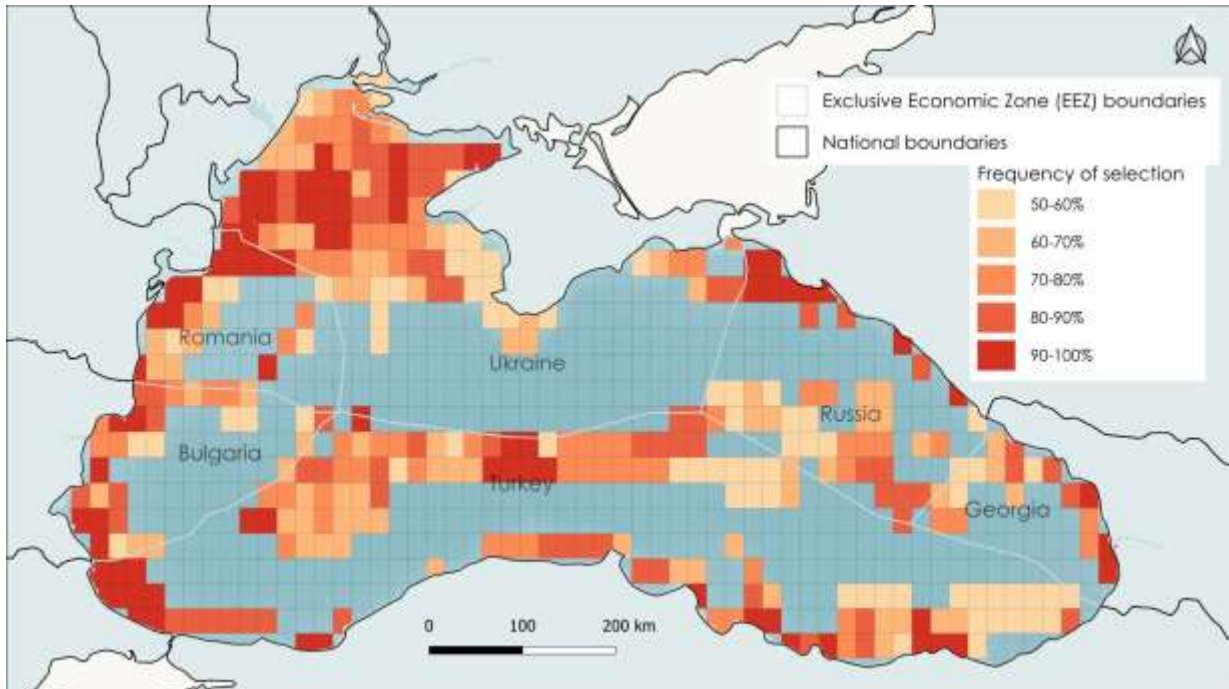 Exclusive Economic Zone (EEZ) boundaries
National boundaries
Frequency of selection
50-60%
60-70%
70-80%
80-90%
90-100%
Romania
Ukraine
Russia
Bulgaria
Turkey
Georgia
0 100 200 km